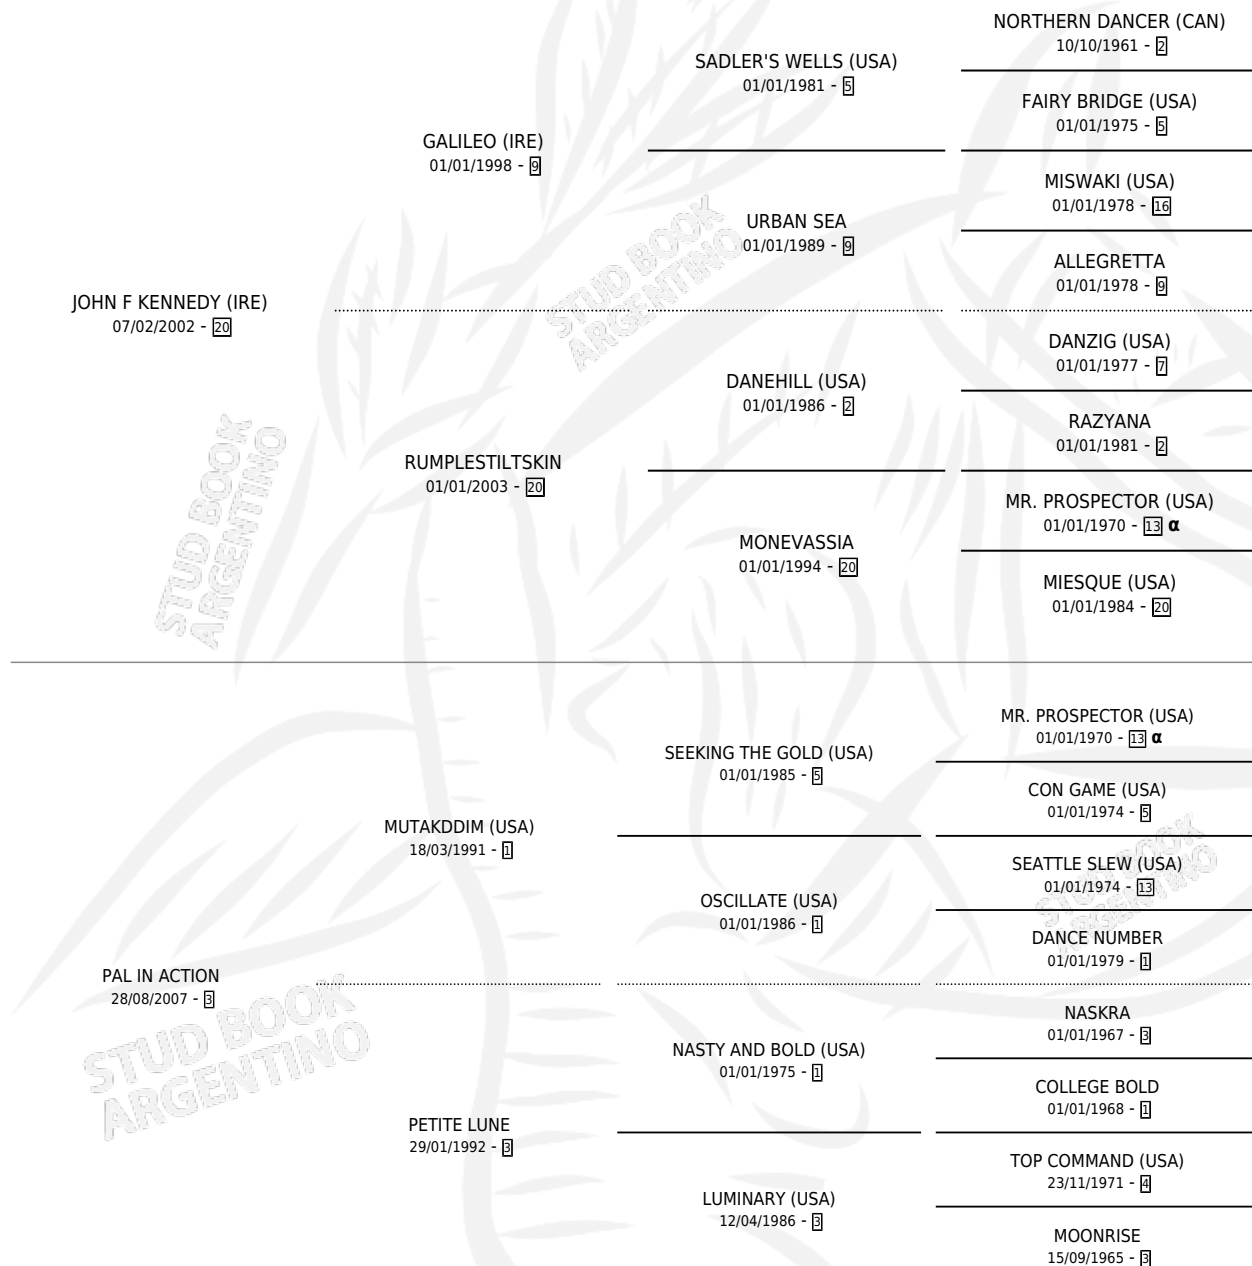 NORTHERN DANCER (CAN)
10/10/1961 - 2
SADLER'S WELLS (USA)
01/01/1981 - 5
FAIRY BRIDGE (USA)
01/01/1975 - 5
GALILEO (IRE)
01/01/1998 - 9
MISWAKI (USA)
01/01/1978 - 16
URBAN SEA
01/01/1989 - 9
ALLEGRETTA
01/01/1978 - 9
JOHN F KENNEDY (IRE)
07/02/2002 - 20
DANZIG (USA)
01/01/1977 - 7
DANEHILL (USA)
01/01/1986 - 2
RAZYANA
01/01/1981 - 2
RUMPLESTILTSKIN
01/01/2003 - 20
MR. PROSPECTOR (USA)
01/01/1970 - 13 α
MONEVASSIA
01/01/1994 - 20
MIESQUE (USA)
01/01/1984 - 20
MR. PROSPECTOR (USA)
01/01/1970 - 13 α
SEEKING THE GOLD (USA)
01/01/1985 - 5
CON GAME (USA)
01/01/1974 - 5
MUTAKDDIM (USA)
18/03/1991 - 1
SEATTLE SLEW (USA)
01/01/1974 - 13
OSCILLATE (USA)
01/01/1986 - 1
DANCE NUMBER
01/01/1979 - 1
PAL IN ACTION
28/08/2007 - 3
NASKRA
01/01/1967 - 3
NASTY AND BOLD (USA)
01/01/1975 - 1
COLLEGE BOLD
01/01/1968 - 1
PETITE LUNE
29/01/1992 - 3
TOP COMMAND (USA)
23/11/1971 - 4
LUMINARY (USA)
12/04/1986 - 3
MOONRISE
15/09/1965 - 3
STUD BOOK
ARGENTINO
STUD BOOK
ARGENTINO
STUD BOOK
ARGENTINO
STUD BOOK
ARGENTINO